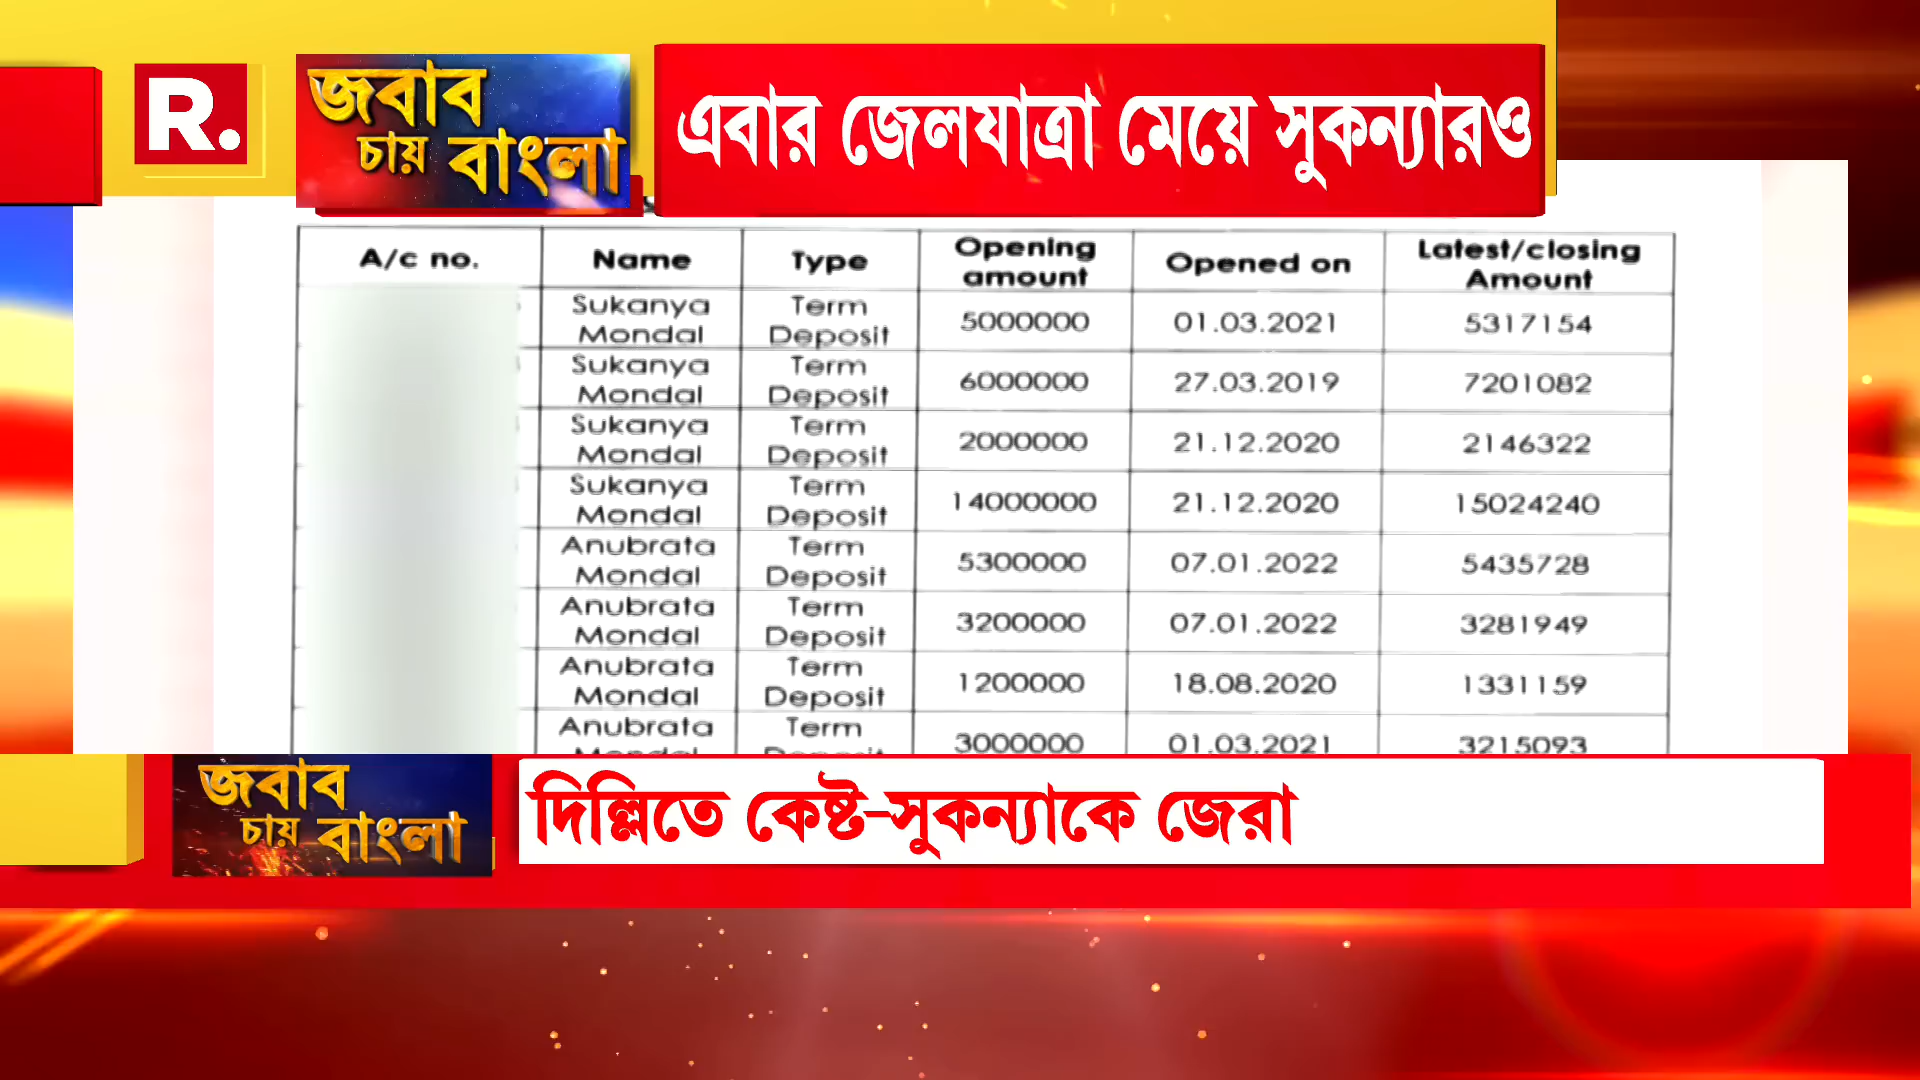 R.
জবাব
চায় বাংলা
এবার জেলযাত্রা মেয়ে সুকন্যারও
A/c no. Name Type Opening amount Opened on Latest/closing Amount
Sukanya Mondal Term Deposit 5000000 01.03.2021 5317154
Sukanya Mondal Term Deposit 6000000 27.03.2019 7201082
Sukanya Mondal Term Deposit 2000000 21.12.2020 2146322
Sukanya Mondal Term Deposit 14000000 21.12.2020 15024240
Anubrata Mondal Term Deposit 5300000 07.01.2022 5435728
Anubrata Mondal Term Deposit 3200000 07.01.2022 3281949
Anubrata Mondal Term Deposit 1200000 18.08.2020 1331159
Anubrata Mondal Term Deposit 3000000 01.03.2021 3215093
জবাব
চায় বাংলা
দিল্লিতে কেষ্ট-সুকন্যাকে জেরা